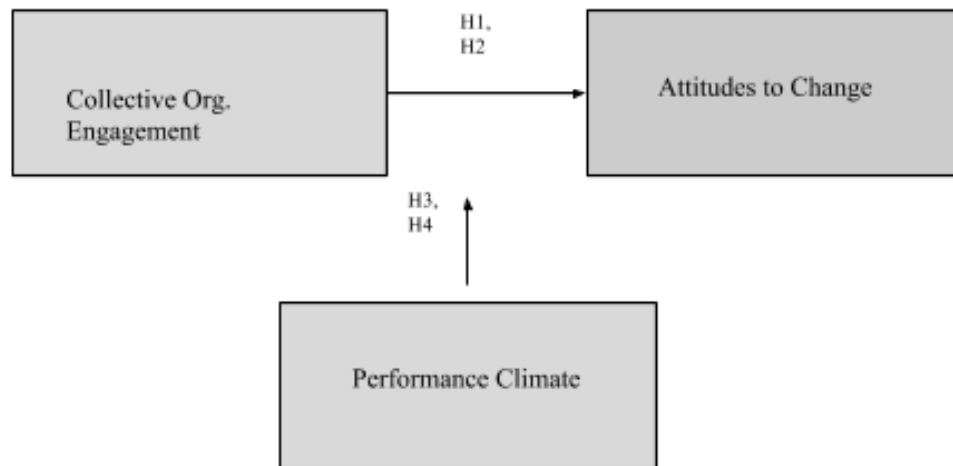 H1,
H2
Collective Org.
Engagement
Attitudes to Change
H3,
H4
Performance Climate